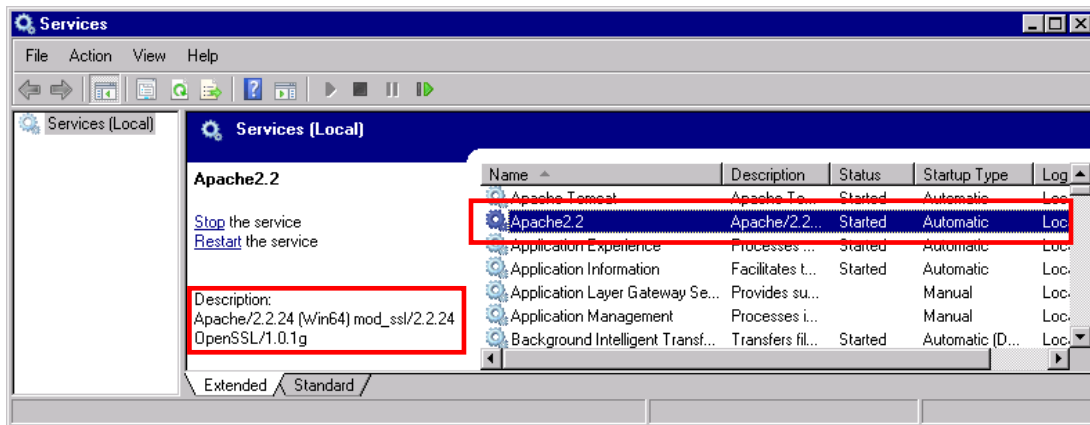 Services
File Action View Help
Services (Local)
Services (Local)
Apache2.2
Stop the service
Restart the service
Description:
Apache/2.2.24 (Win64) mod_ssl/2.2.24
OpenSSL/1.0.1g
Name Description Status Startup Type Log
Apache Tomcat Apache To... Started Automatic Loc
Apache2.2 Apache/2.2... Started Automatic Loc
Application Experience Processes ... Started Automatic Loc
Application Information Facilitates t... Started Automatic Loc
Application Layer Gateway Se... Provides su... Manual Loc
Application Management Processes i... Manual Loc
Background Intelligent Transf... Transfers fil... Started Automatic (D... Loc
Extended Standard